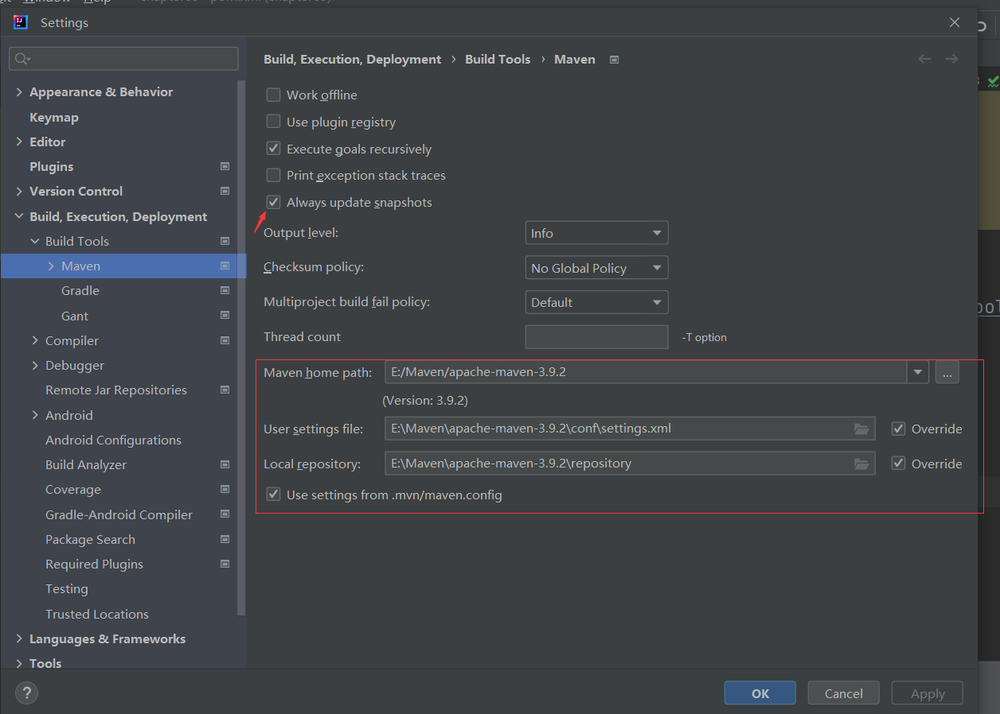 Window Help
Settings
Build, Execution, Deployment › Build Tools › Maven
Appearance & Behavior
Keymap
Editor
Plugins
Version Control
Build, Execution, Deployment
Build Tools
Maven
Gradle
Gant
Compiler
Debugger
Remote Jar Repositories
Android
Android Configurations
Build Analyzer
Coverage
Gradle-Android Compiler
Package Search
Required Plugins
Testing
Trusted Locations
Languages & Frameworks
Tools
Work offline
Use plugin registry
Execute goals recursively
Print exception stack traces
Always update snapshots
Output level: Info
Checksum policy: No Global Policy
Multiproject build fail policy: Default
Thread count -T option
Maven home path: E:/Maven/apache-maven-3.9.2 ...
(Version: 3.9.2)
User settings file: E:\Maven\apache-maven-3.9.2\conf\settings.xml Override
Local repository: E:\Maven\apache-maven-3.9.2\repository Override
Use settings from .mvn/maven.config
? OK Cancel Apply